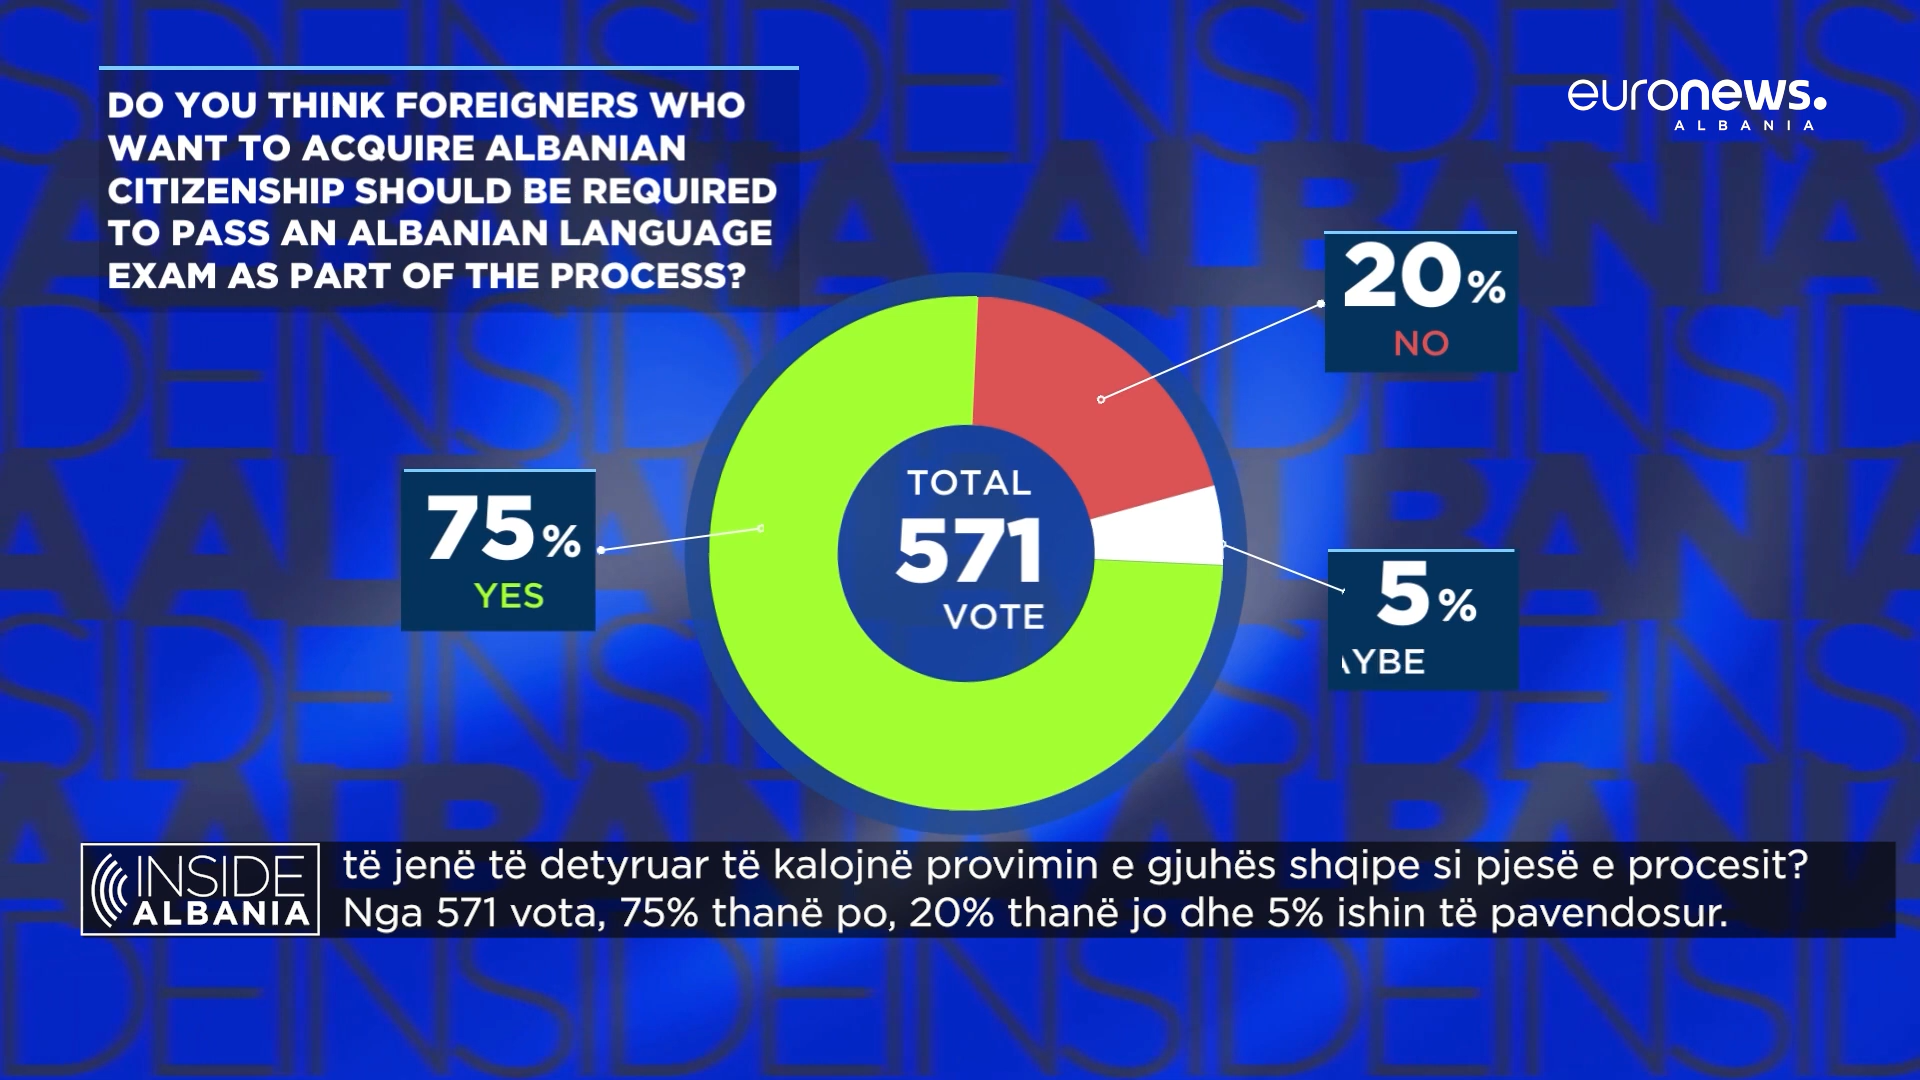 DO YOU THINK FOREIGNERS WHO
WANT TO ACQUIRE ALBANIAN
CITIZENSHIP SHOULD BE REQUIRED
TO PASS AN ALBANIAN LANGUAGE
EXAM AS PART OF THE PROCESS?
euronews.
ALBANIA
20%
NO
75%
YES
TOTAL
571
VOTE
5%
AYBE
INSIDE
ALBANIA
të jenë të detyruar të kalojnë provimin e gjuhës shqipe si pjesë e procesit?
Nga 571 vota, 75% thanë po, 20% thanë jo dhe 5% ishin të pavendosur.